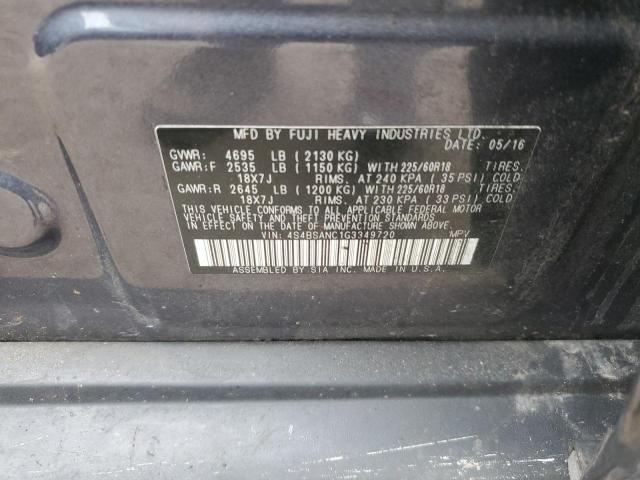 MFD BY FUJI HEAVY INDUSTRIES LTD.
DATE: 05/16
GVWR: 4695 LB ( 2130 KG)
GAWR:F 2535 LB ( 1150 KG) WITH 225/60R18 TIRES,
18X7J RIMS, AT 240 KPA ( 35 PSI) COLD
GAWR:R 2645 LB ( 1200 KG) WITH 225/60R18 TIRES,
18X7J RIMS, AT 230 KPA ( 33 PSI) COLD
THIS VEHICLE CONFORMS TO ALL APPLICABLE FEDERAL MOTOR
VEHICLE SAFETY AND THEFT PREVENTION STANDARDS
IN EFFECT ON THE DATE OF MANUFACTURE SHOWN ABOVE.
VIN: 4S4BSANC1G3349720 MPV
ASSEMBLED BY SIA INC. IN U.S.A.